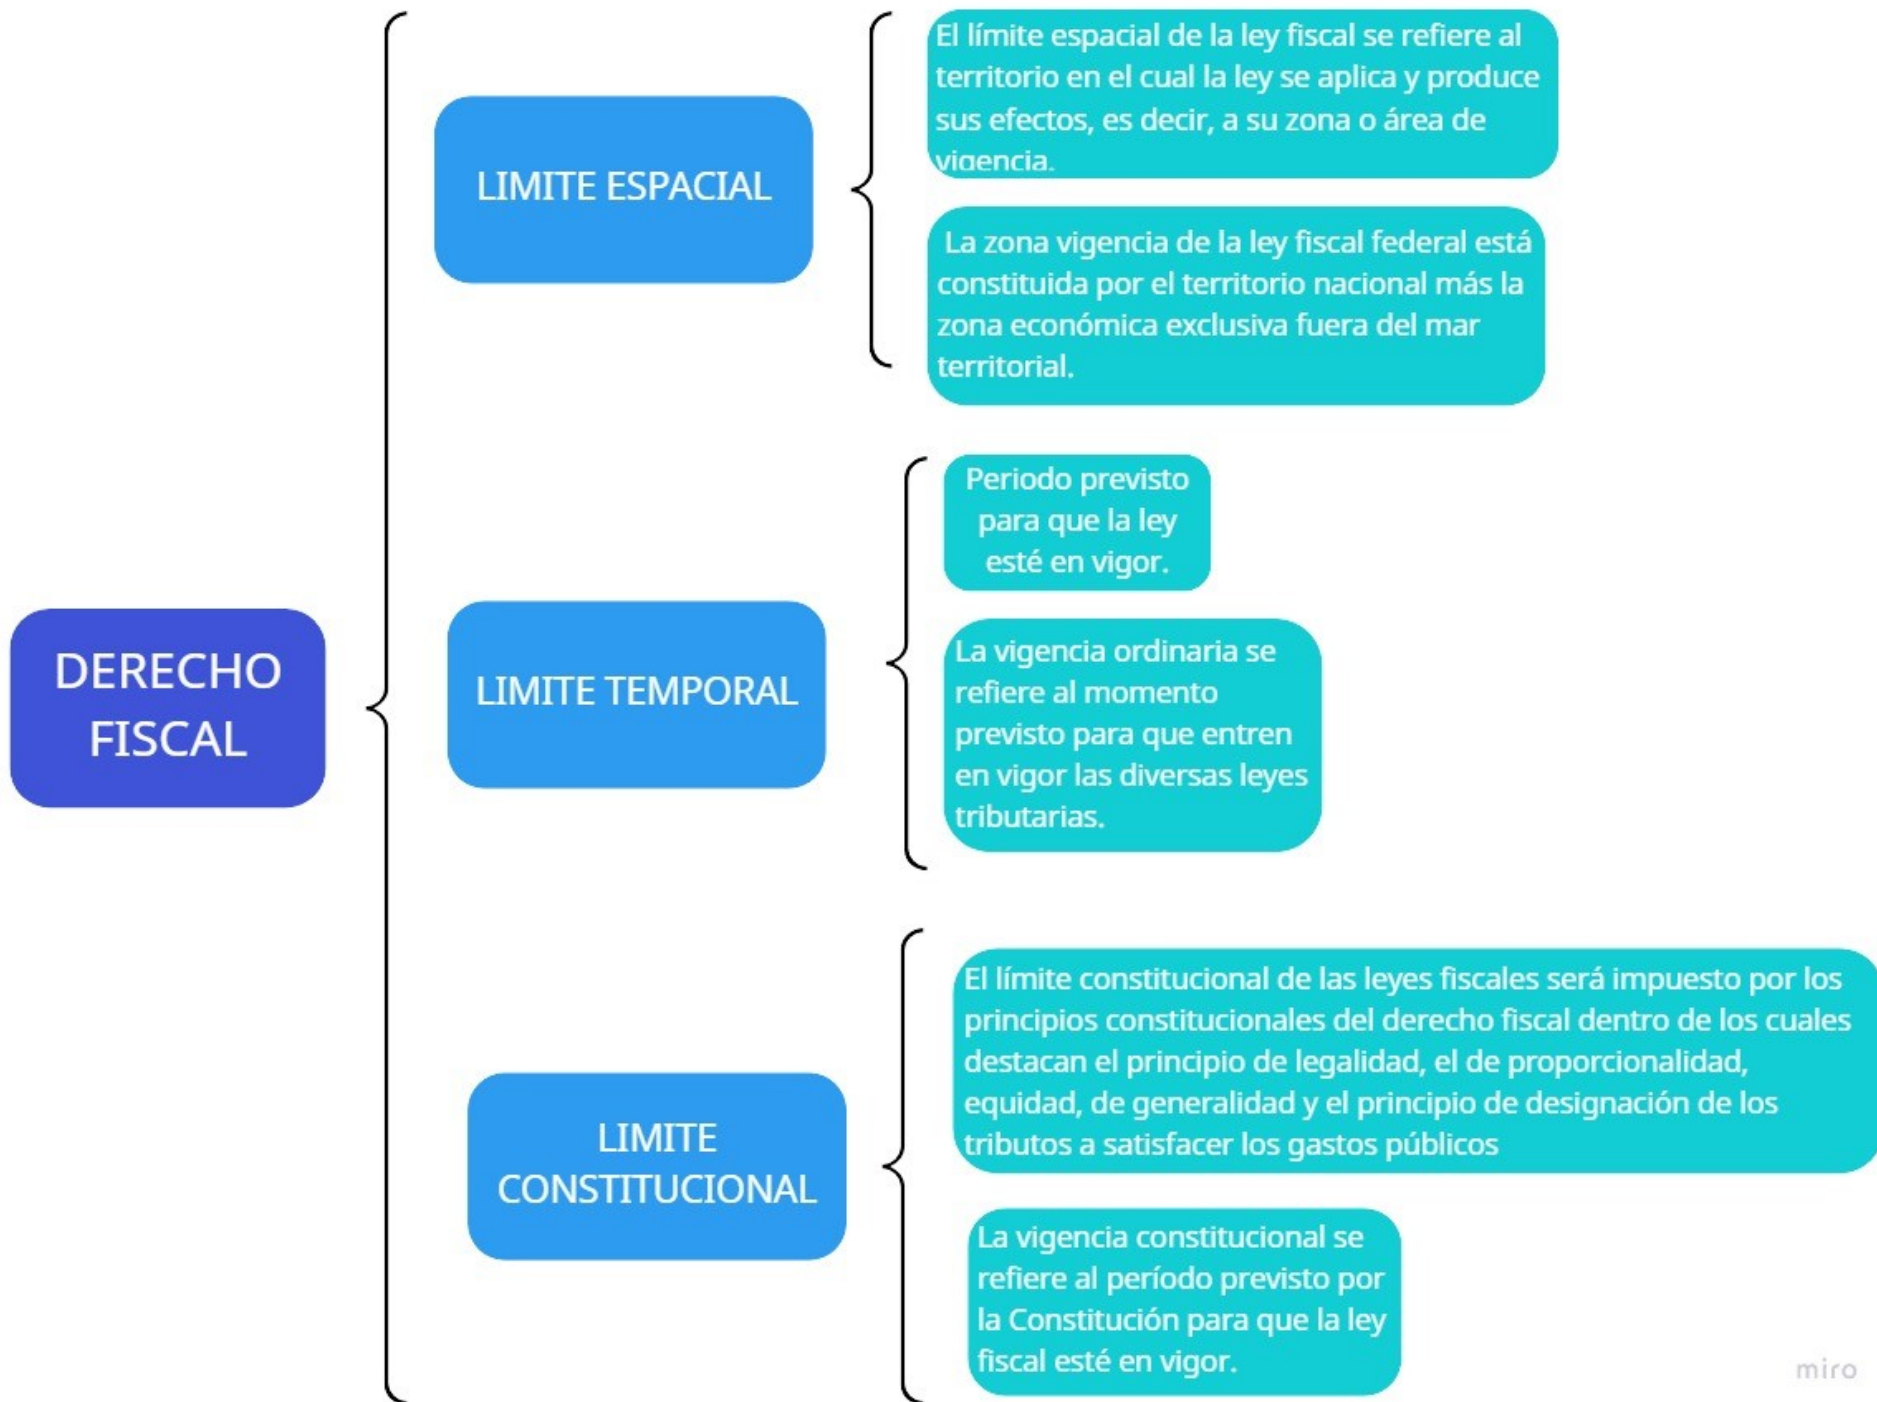 DERECHO
FISCAL
LIMITE ESPACIAL
El límite espacial de la ley fiscal se refiere al
territorio en el cual la ley se aplica y produce
sus efectos, es decir, a su zona o área de
vigencia.
La zona vigencia de la ley fiscal federal está
constituida por el territorio nacional más la
zona económica exclusiva fuera del mar
territorial.
LIMITE TEMPORAL
Periodo previsto
para que la ley
esté en vigor.
La vigencia ordinaria se
refiere al momento
previsto para que entren
en vigor las diversas leyes
tributarias.
LIMITE
CONSTITUCIONAL
El límite constitucional de las leyes fiscales será impuesto por los
principios constitucionales del derecho fiscal dentro de los cuales
destacan el principio de legalidad, el de proporcionalidad,
equidad, de generalidad y el principio de designación de los
tributos a satisfacer los gastos públicos
La vigencia constitucional se
refiere al período previsto por
la Constitución para que la ley
fiscal esté en vigor.
miro